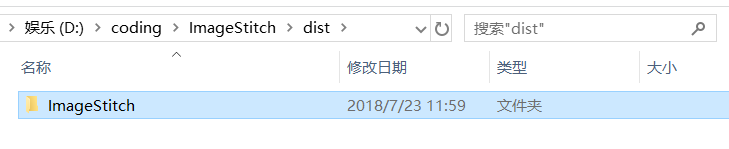 娱乐 (D:) > coding > ImageStitch > dist > 搜索"dist"
名称 修改日期 类型 大小
ImageStitch 2018/7/23 11:59 文件夹